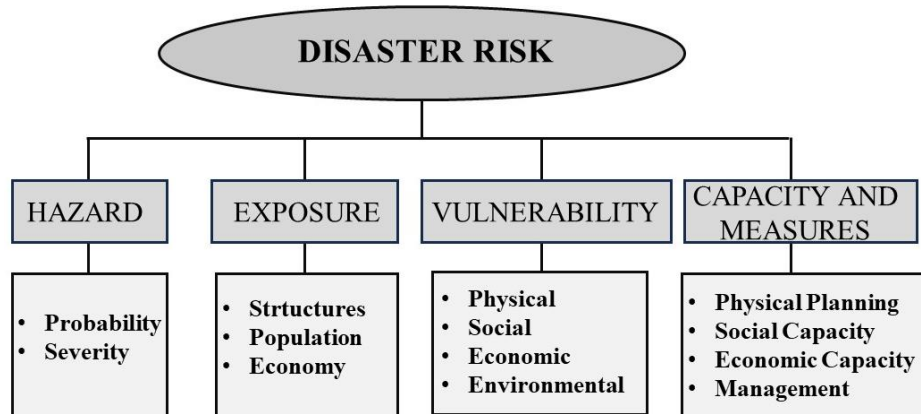 DISASTER RISK
HAZARD
EXPOSURE
VULNERABILITY
CAPACITY AND
MEASURES
• Probability
• Severity
• Strtuctures
• Population
• Economy
• Physical
• Social
• Economic
• Environmental
• Physical Planning
• Social Capacity
• Economic Capacity
• Management